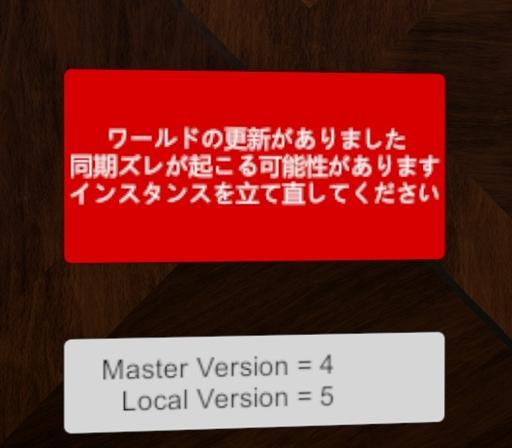 ワールドの更新がありました
同期ズレが起こる可能性があります
インスタンスを立て直してください
Master Version = 4
Local Version = 5